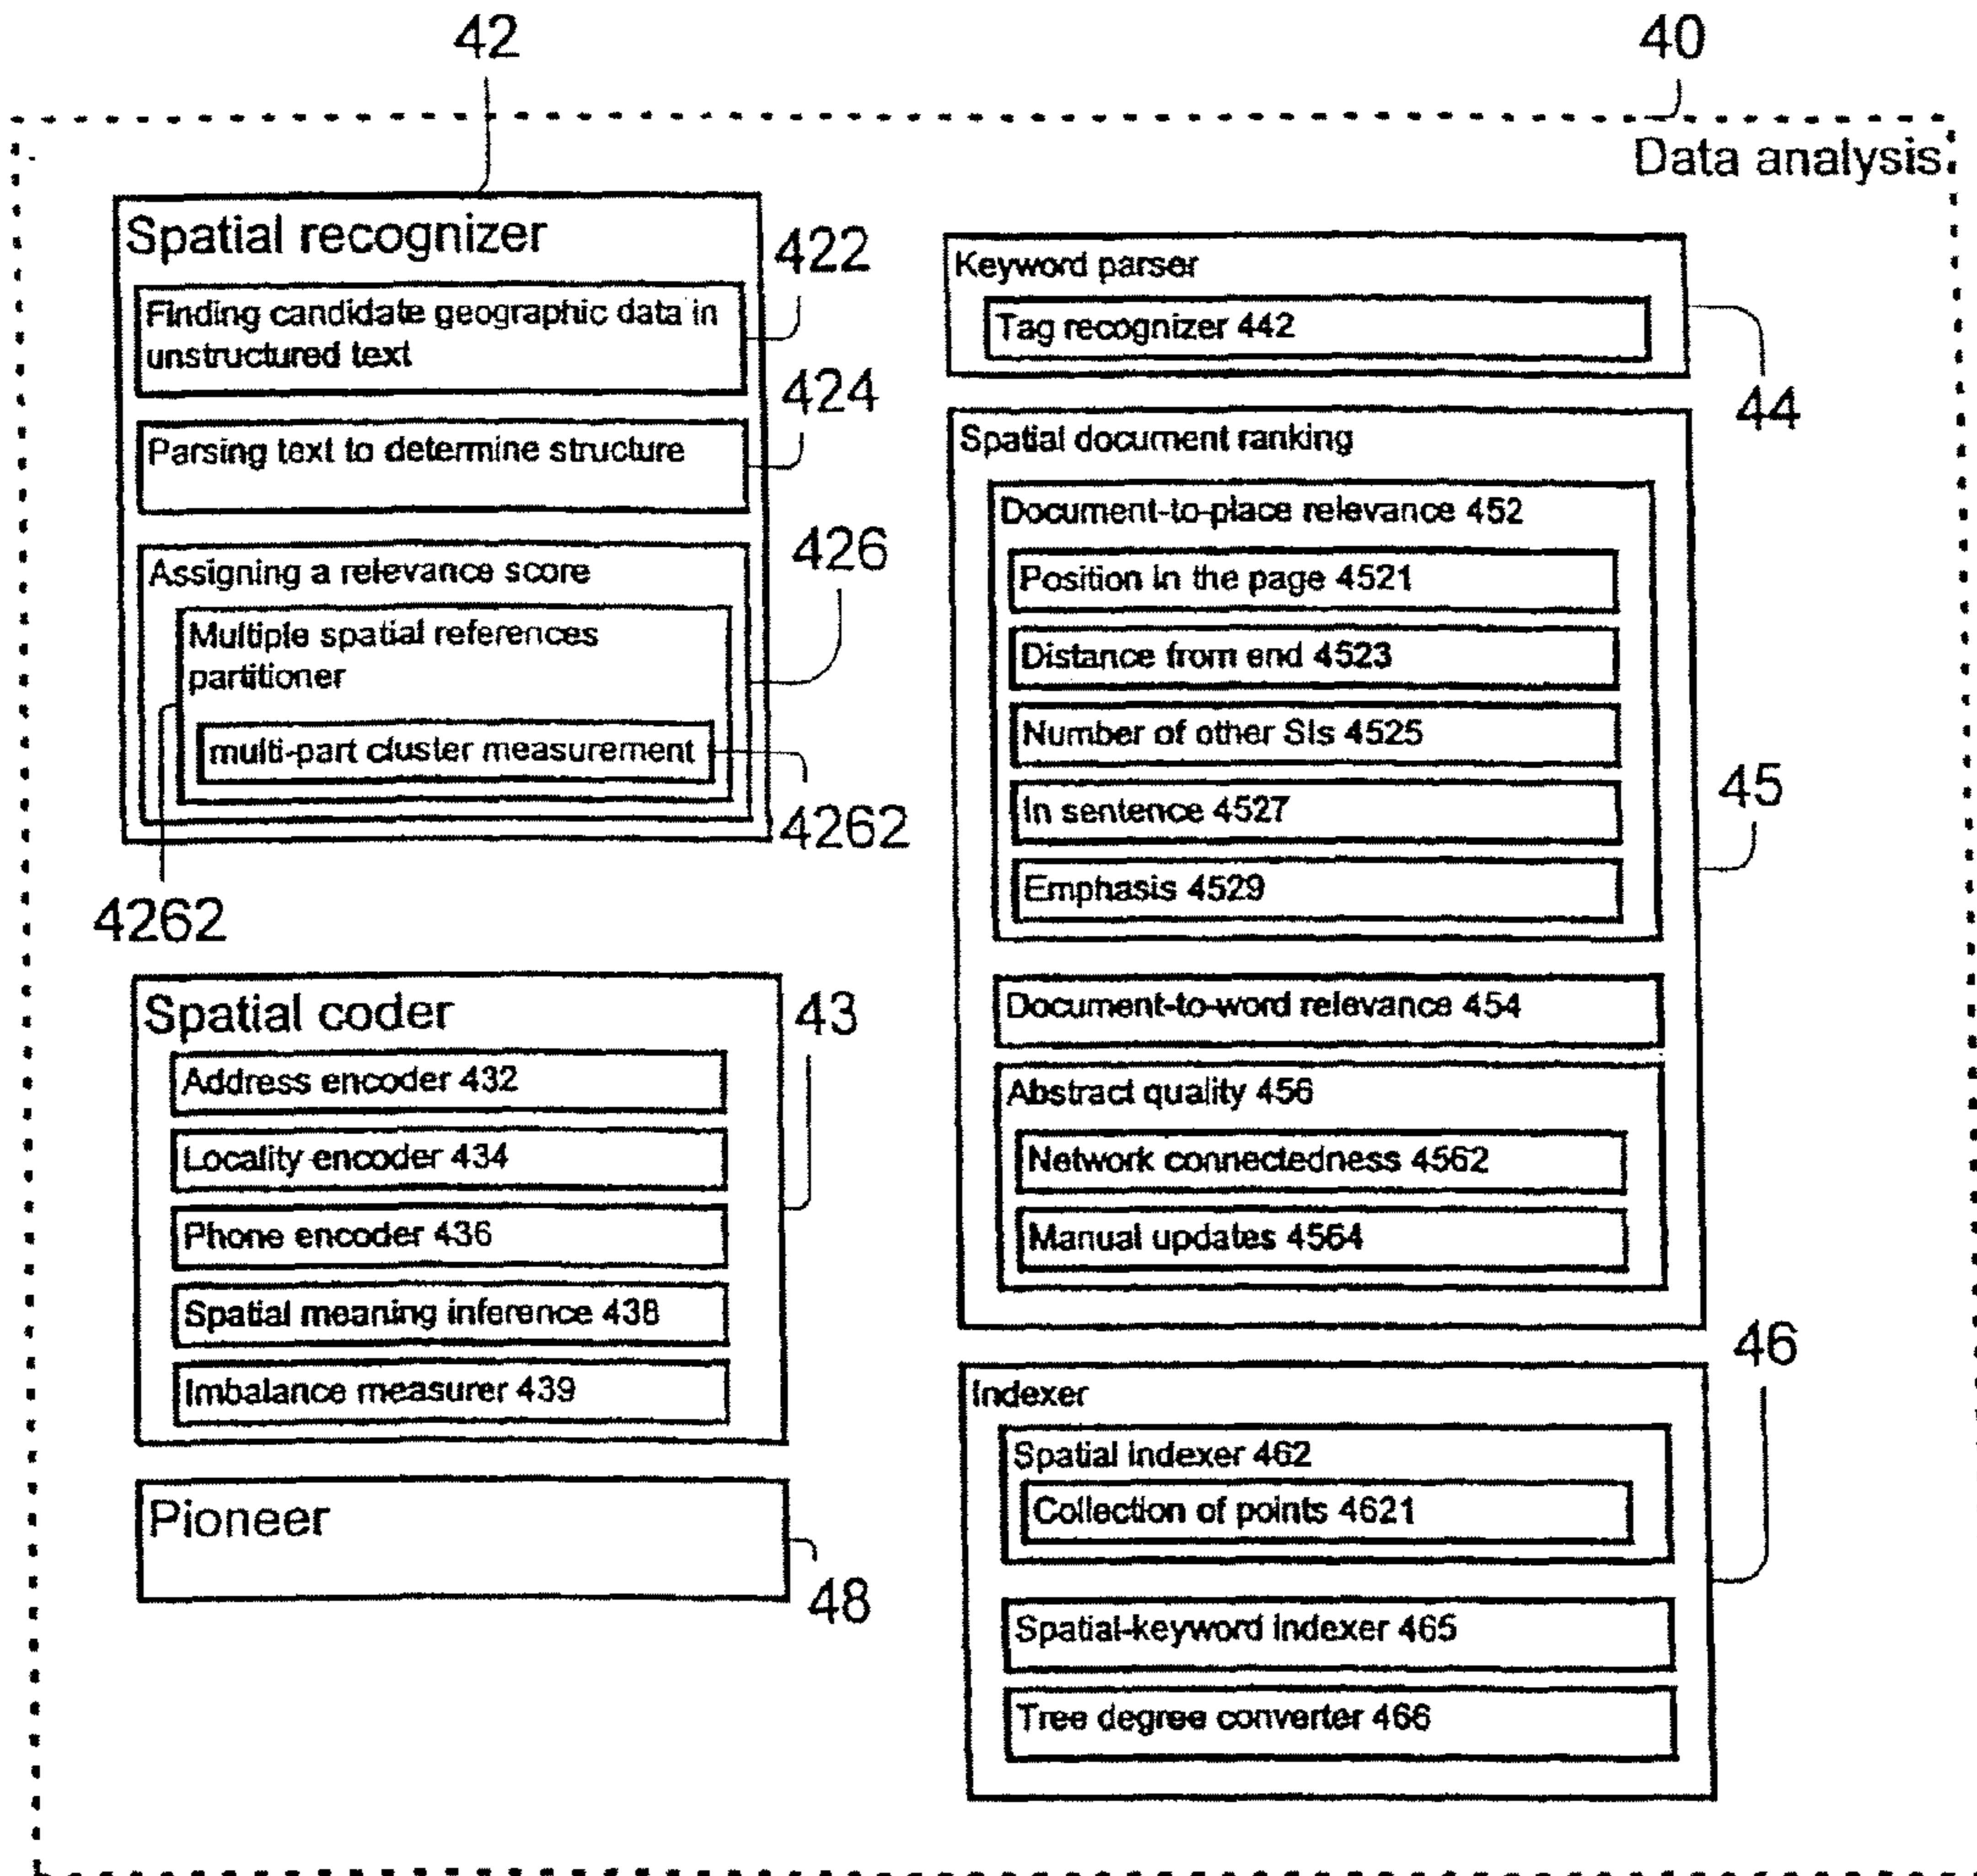 42
40
Data analysis
Spatial recognizer
422
Finding candidate geographic data in
unstructured text
424
Parsing text to determine structure
426
Assigning a relevance score
Multiple spatial references
partitioner
multi-part cluster measurement
4262
4262
Spatial coder
43
Address encoder 432
Locality encoder 434
Phone encoder 436
Spatial meaning inference 438
Imbalance measurer 439
Pioneer
48
Keyword parser
Tag recognizer 442
44
Spatial document ranking
Document-to-place relevance 452
Position in the page 4521
Distance from end 4523
Number of other SIs 4525
In sentence 4527
Emphasis 4529
45
Document-to-word relevance 454
Abstract quality 456
Network connectedness 4562
Manual updates 4564
46
Indexer
Spatial indexer 462
Collection of points 4621
Spatial-keyword indexer 465
Tree degree converter 466